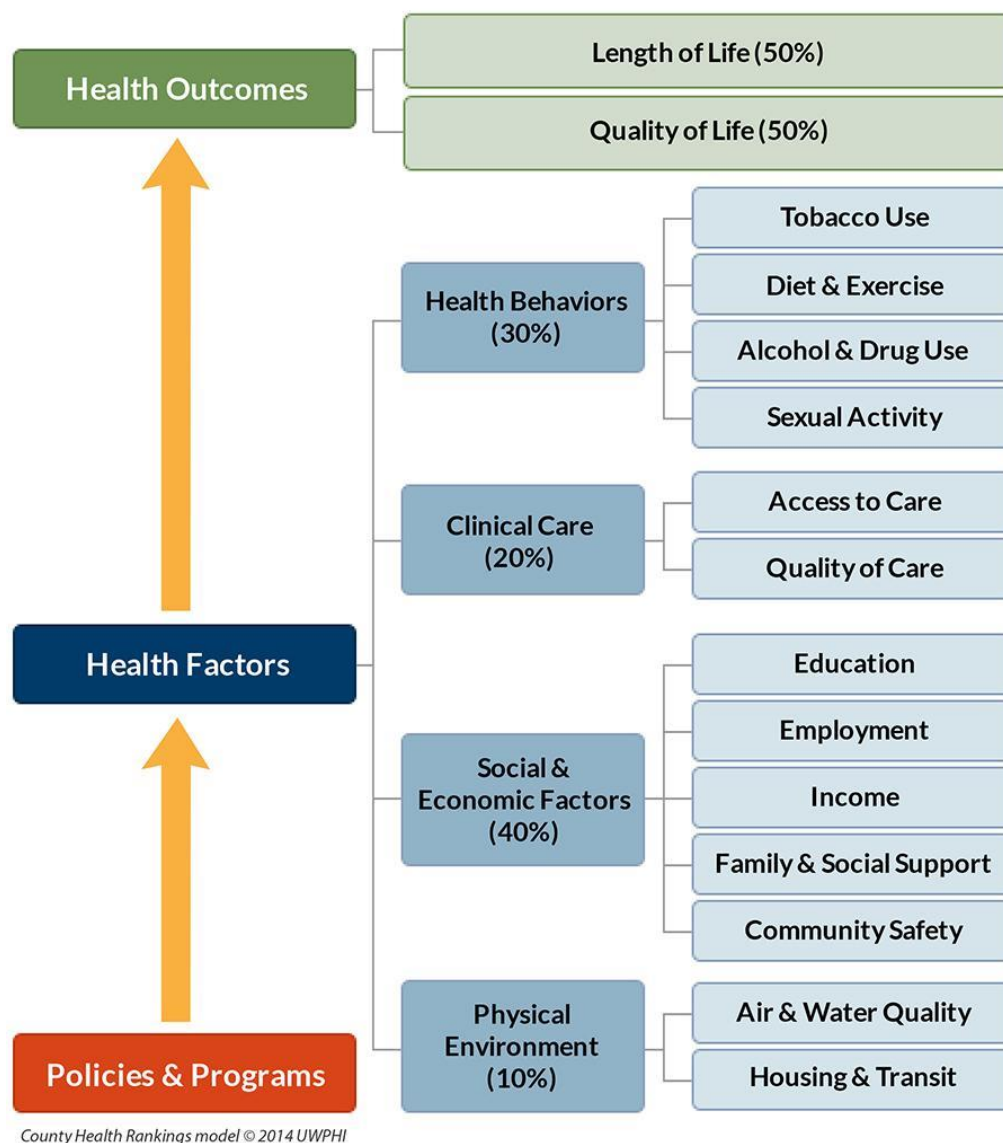 Health Outcomes
Length of Life (50%)
Quality of Life (50%)
Health Factors
Health Behaviors
(30%)
Tobacco Use
Diet & Exercise
Alcohol & Drug Use
Sexual Activity
Clinical Care
(20%)
Access to Care
Quality of Care
Social &
Economic Factors
(40%)
Education
Employment
Income
Family & Social Support
Community Safety
Physical
Environment
(10%)
Air & Water Quality
Housing & Transit
Policies & Programs
County Health Rankings model © 2014 UWPHI